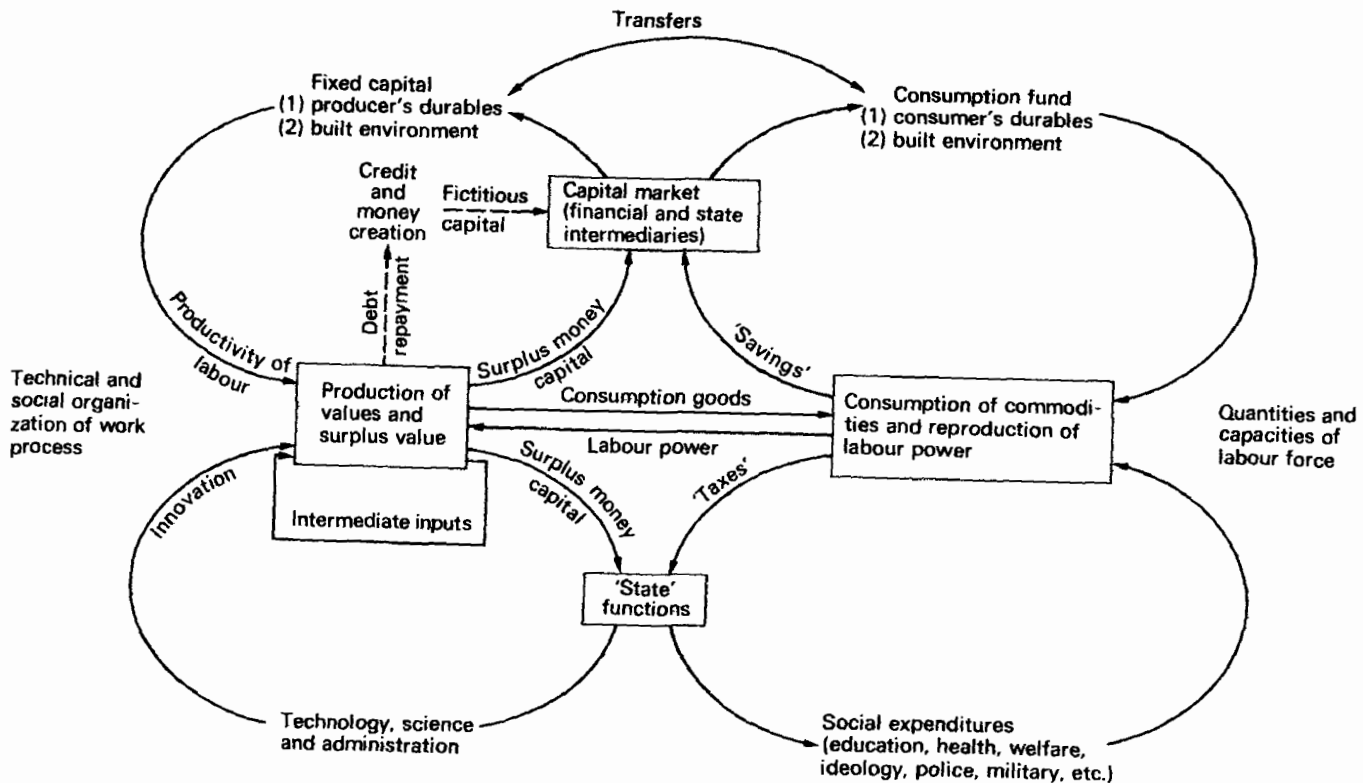 Transfers
Fixed capital
(1) producer's durables
(2) built environment
Consumption fund
(1) consumer's durables
(2) built environment
Credit
and
money
creation
Fictitious
capital
Capital market
(financial and state
intermediaries)
Debt
repayment
Productivity of
labour
Surplus money
capital
'Savings'
Technical and
social organi-
zation of work
process
Production of
values and
surplus value
Consumption goods
Labour power
Consumption of commodi-
ties and reproduction of
labour power
Quantities and
capacities of
labour force
Innovation
Intermediate inputs
Surplus money
capital
'Taxes'
'State'
functions
Technology, science
and administration
Social expenditures
(education, health, welfare,
ideology, police, military, etc.)